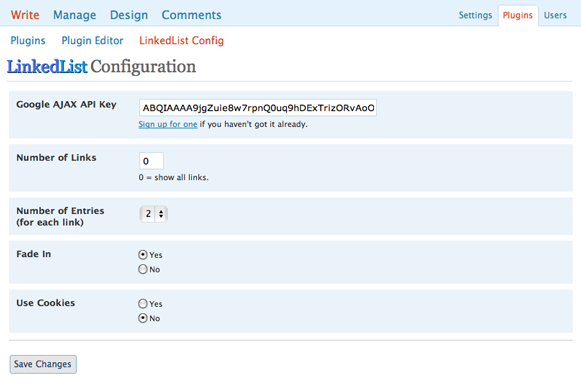 Write Manage Design Comments Settings Plugins Users
Plugins Plugin Editor LinkedList Config
LinkedList Configuration
Google AJAX API Key ABQIAAAA9jgZuie8w7rpnQ0uq9hDExTrizORvAoO
Sign up for one if you haven't got it already.
Number of Links 0
0 = show all links.
Number of Entries 2
(for each link)
Fade In Yes
No
Use Cookies Yes
No
Save Changes